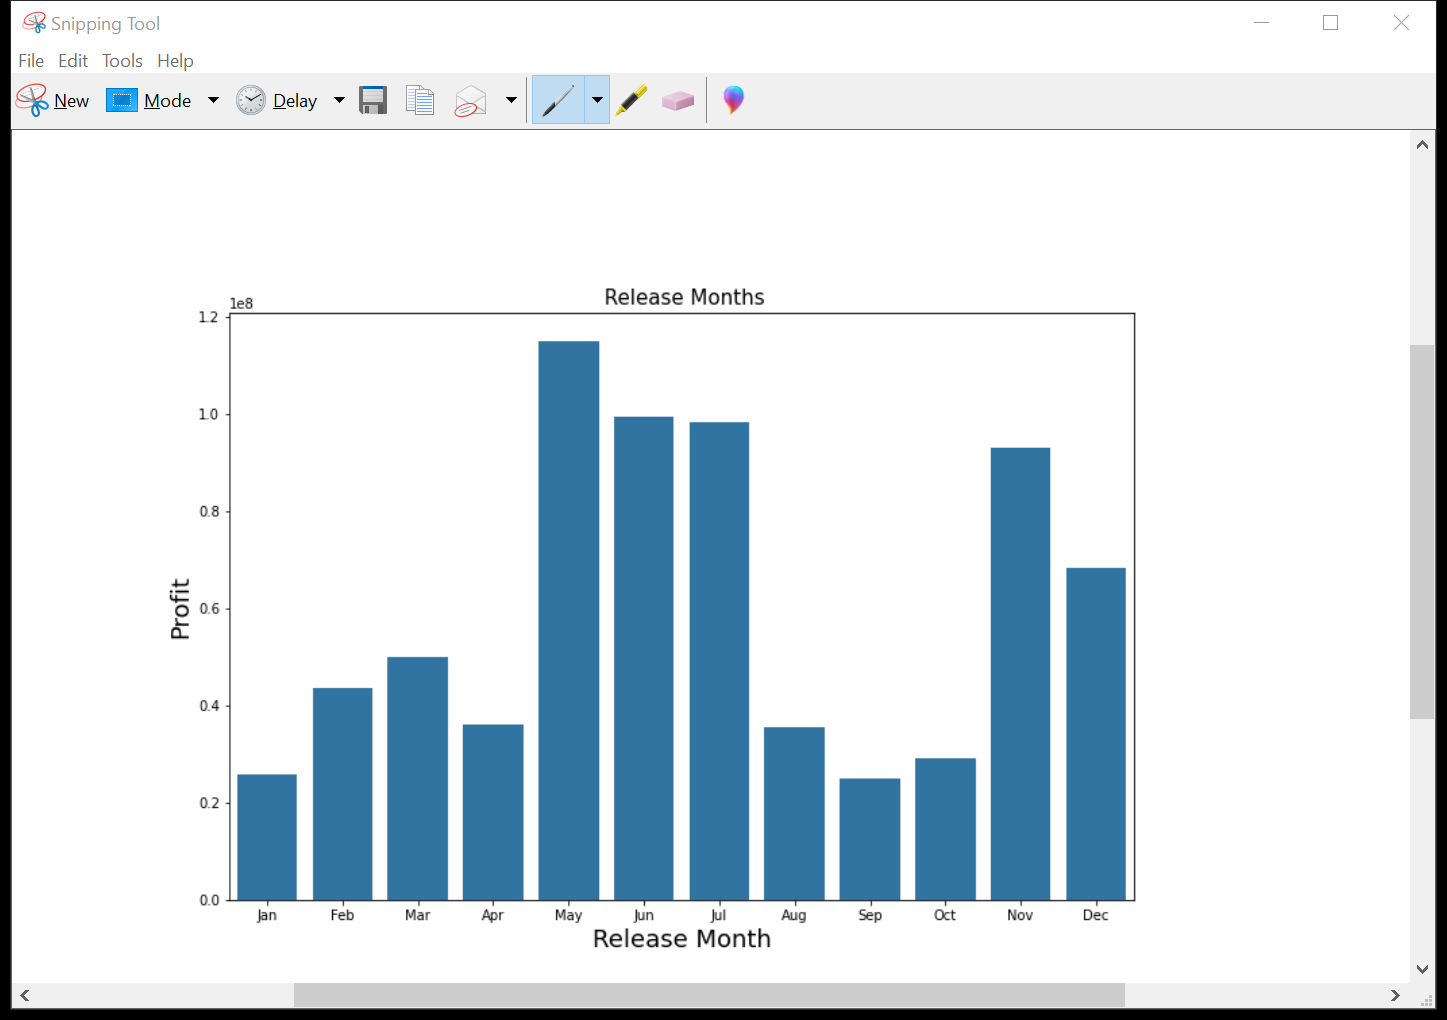 Snipping Tool
File Edit Tools Help
New Mode Delay
Release Months
1e8
1.2
1.0
0.8
0.6
0.4
0.2
0.0
Profit
Jan Feb Mar Apr May Jun Jul Aug Sep Oct Nov Dec
Release Month